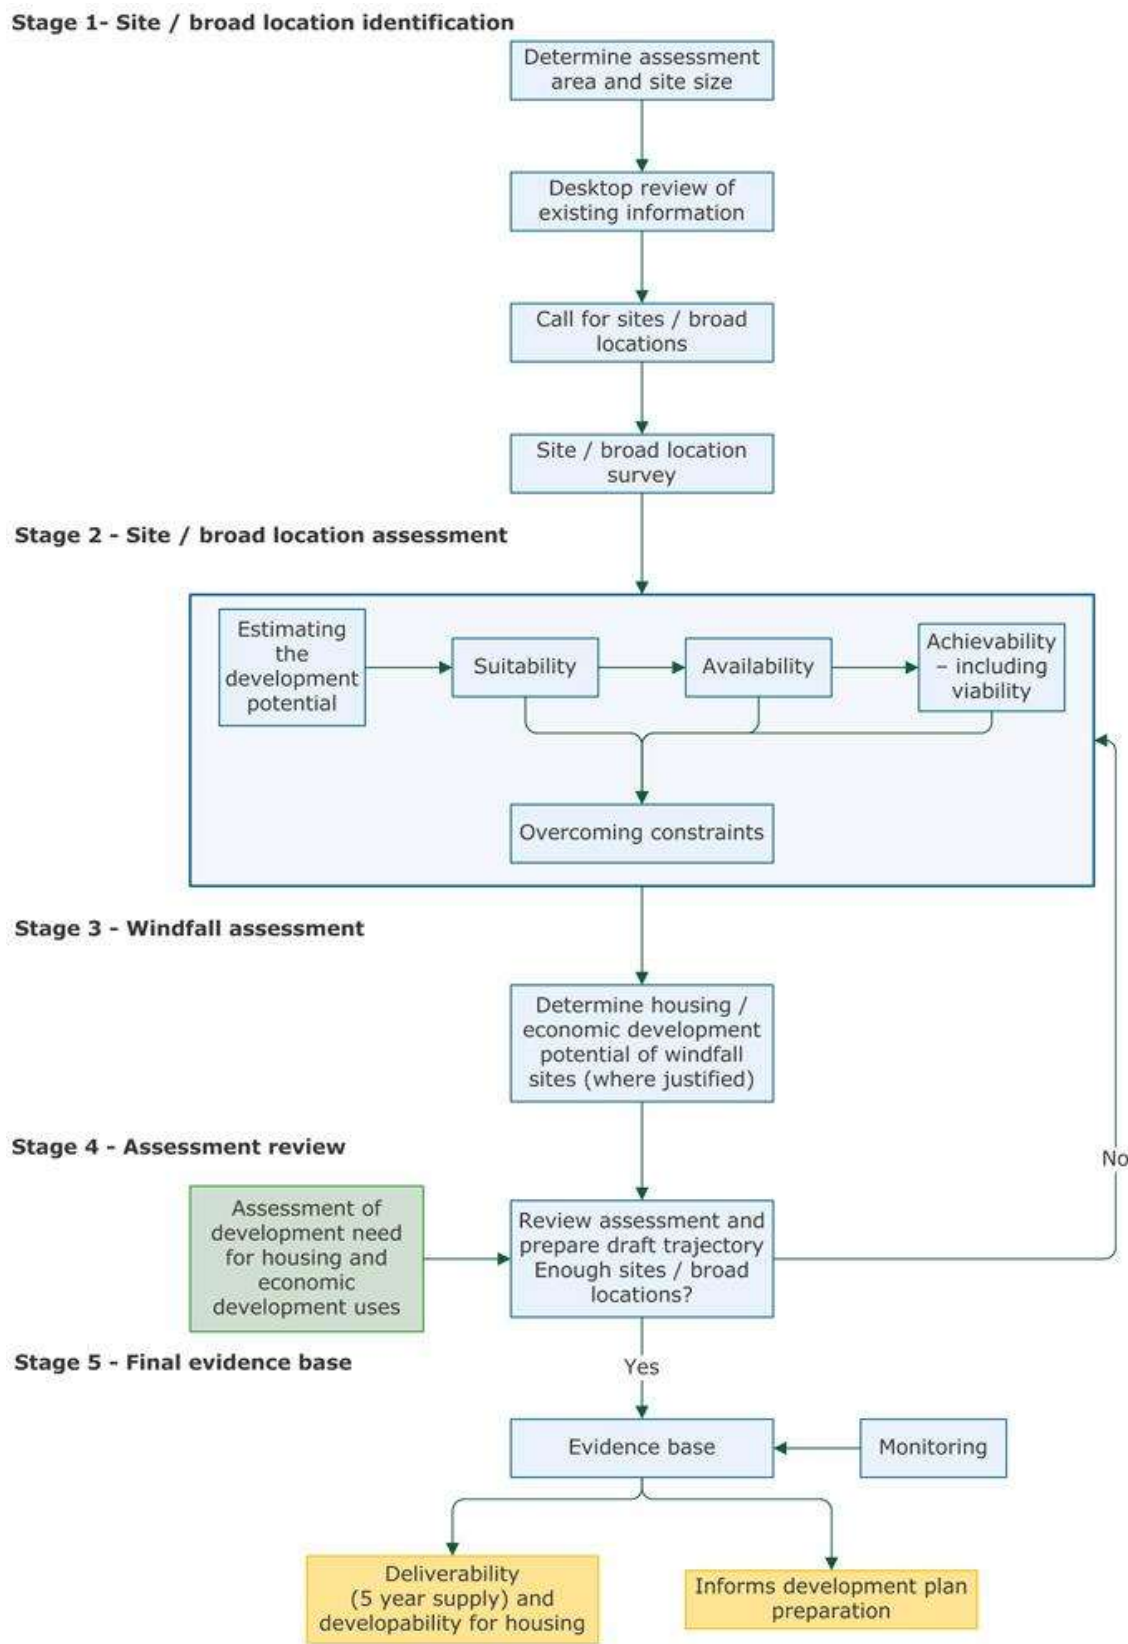 Stage 1- Site / broad location identification
Determine assessment
area and site size
Desktop review of
existing information
Call for sites / broad
locations
Site / broad location
survey
Stage 2 - Site / broad location assessment
Estimating
the
development
potential
Suitability
Availability
Achievability
– including
viability
Overcoming constraints
Stage 3 - Windfall assessment
Determine housing /
economic development
potential of windfall
sites (where justified)
Stage 4 - Assessment review
No
Assessment of
development need
for housing and
economic
development uses
Review assessment and
prepare draft trajectory
Enough sites / broad
locations?
Stage 5 - Final evidence base
Yes
Evidence base
Monitoring
Deliverability
(5 year supply) and
developability for housing
Informs development plan
preparation